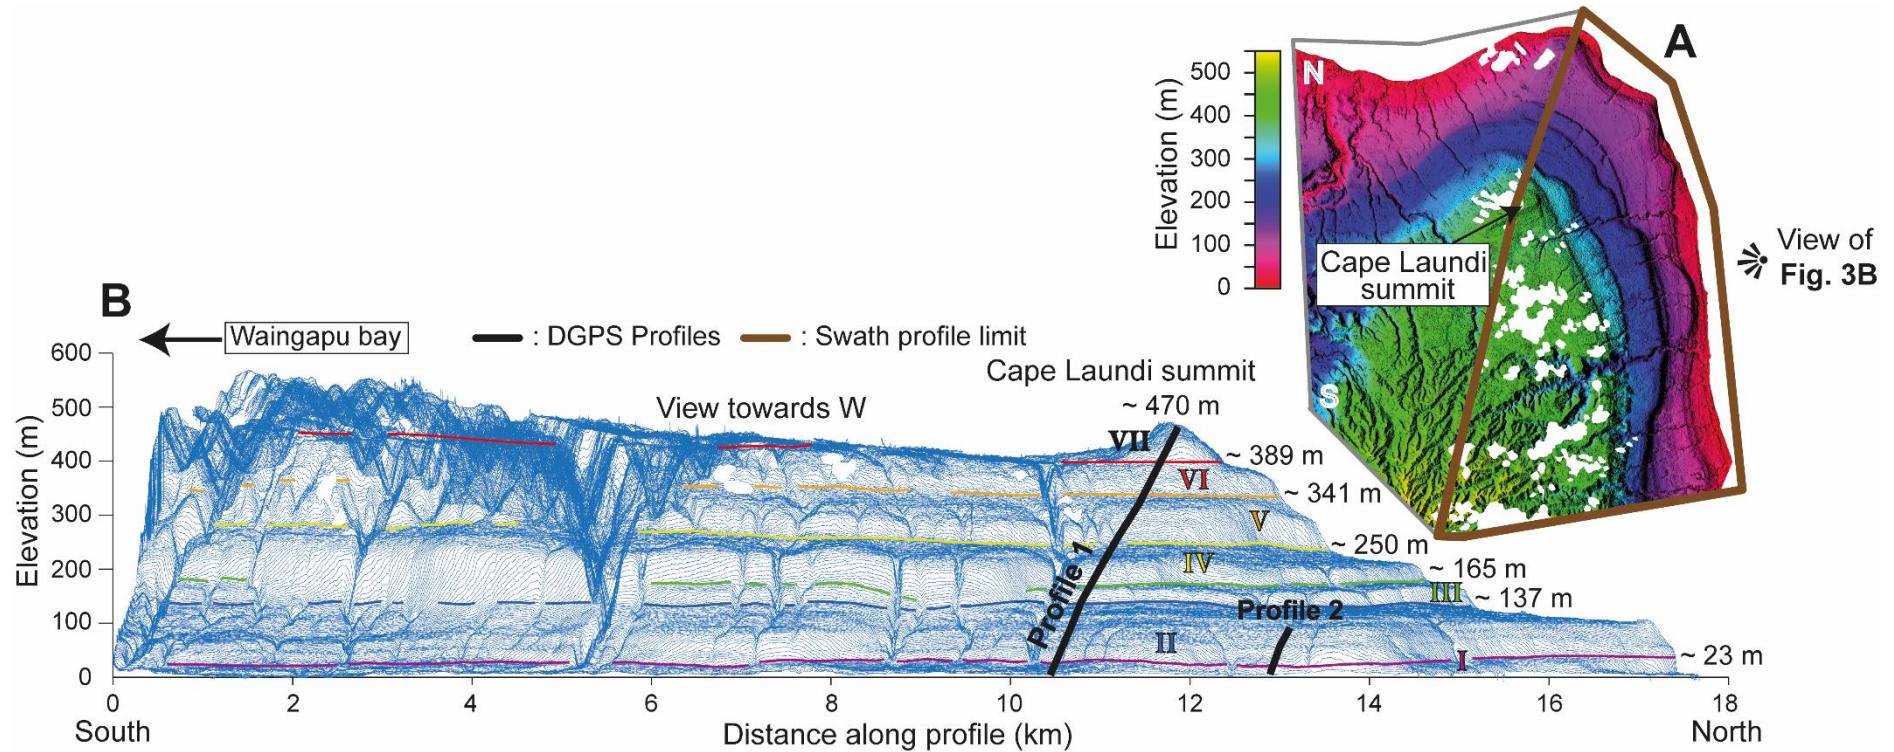 A
N
500
400
300
200
100
0
Elevation (m)
Cape Laundi
summit
View of
Fig. 3B
S
B
Waingapu bay
: DGPS Profiles
: Swath profile limit
600
500
400
300
200
100
0
Elevation (m)
View towards W
Cape Laundi summit
~ 470 m
VII
~ 389 m
VI
~ 341 m
V
~ 250 m
IV
~ 165 m
III
~ 137 m
Profile 1
Profile 2
II
I
~ 23 m
0 2 4 6 8 10 12 14 16 18
South
Distance along profile (km)
North